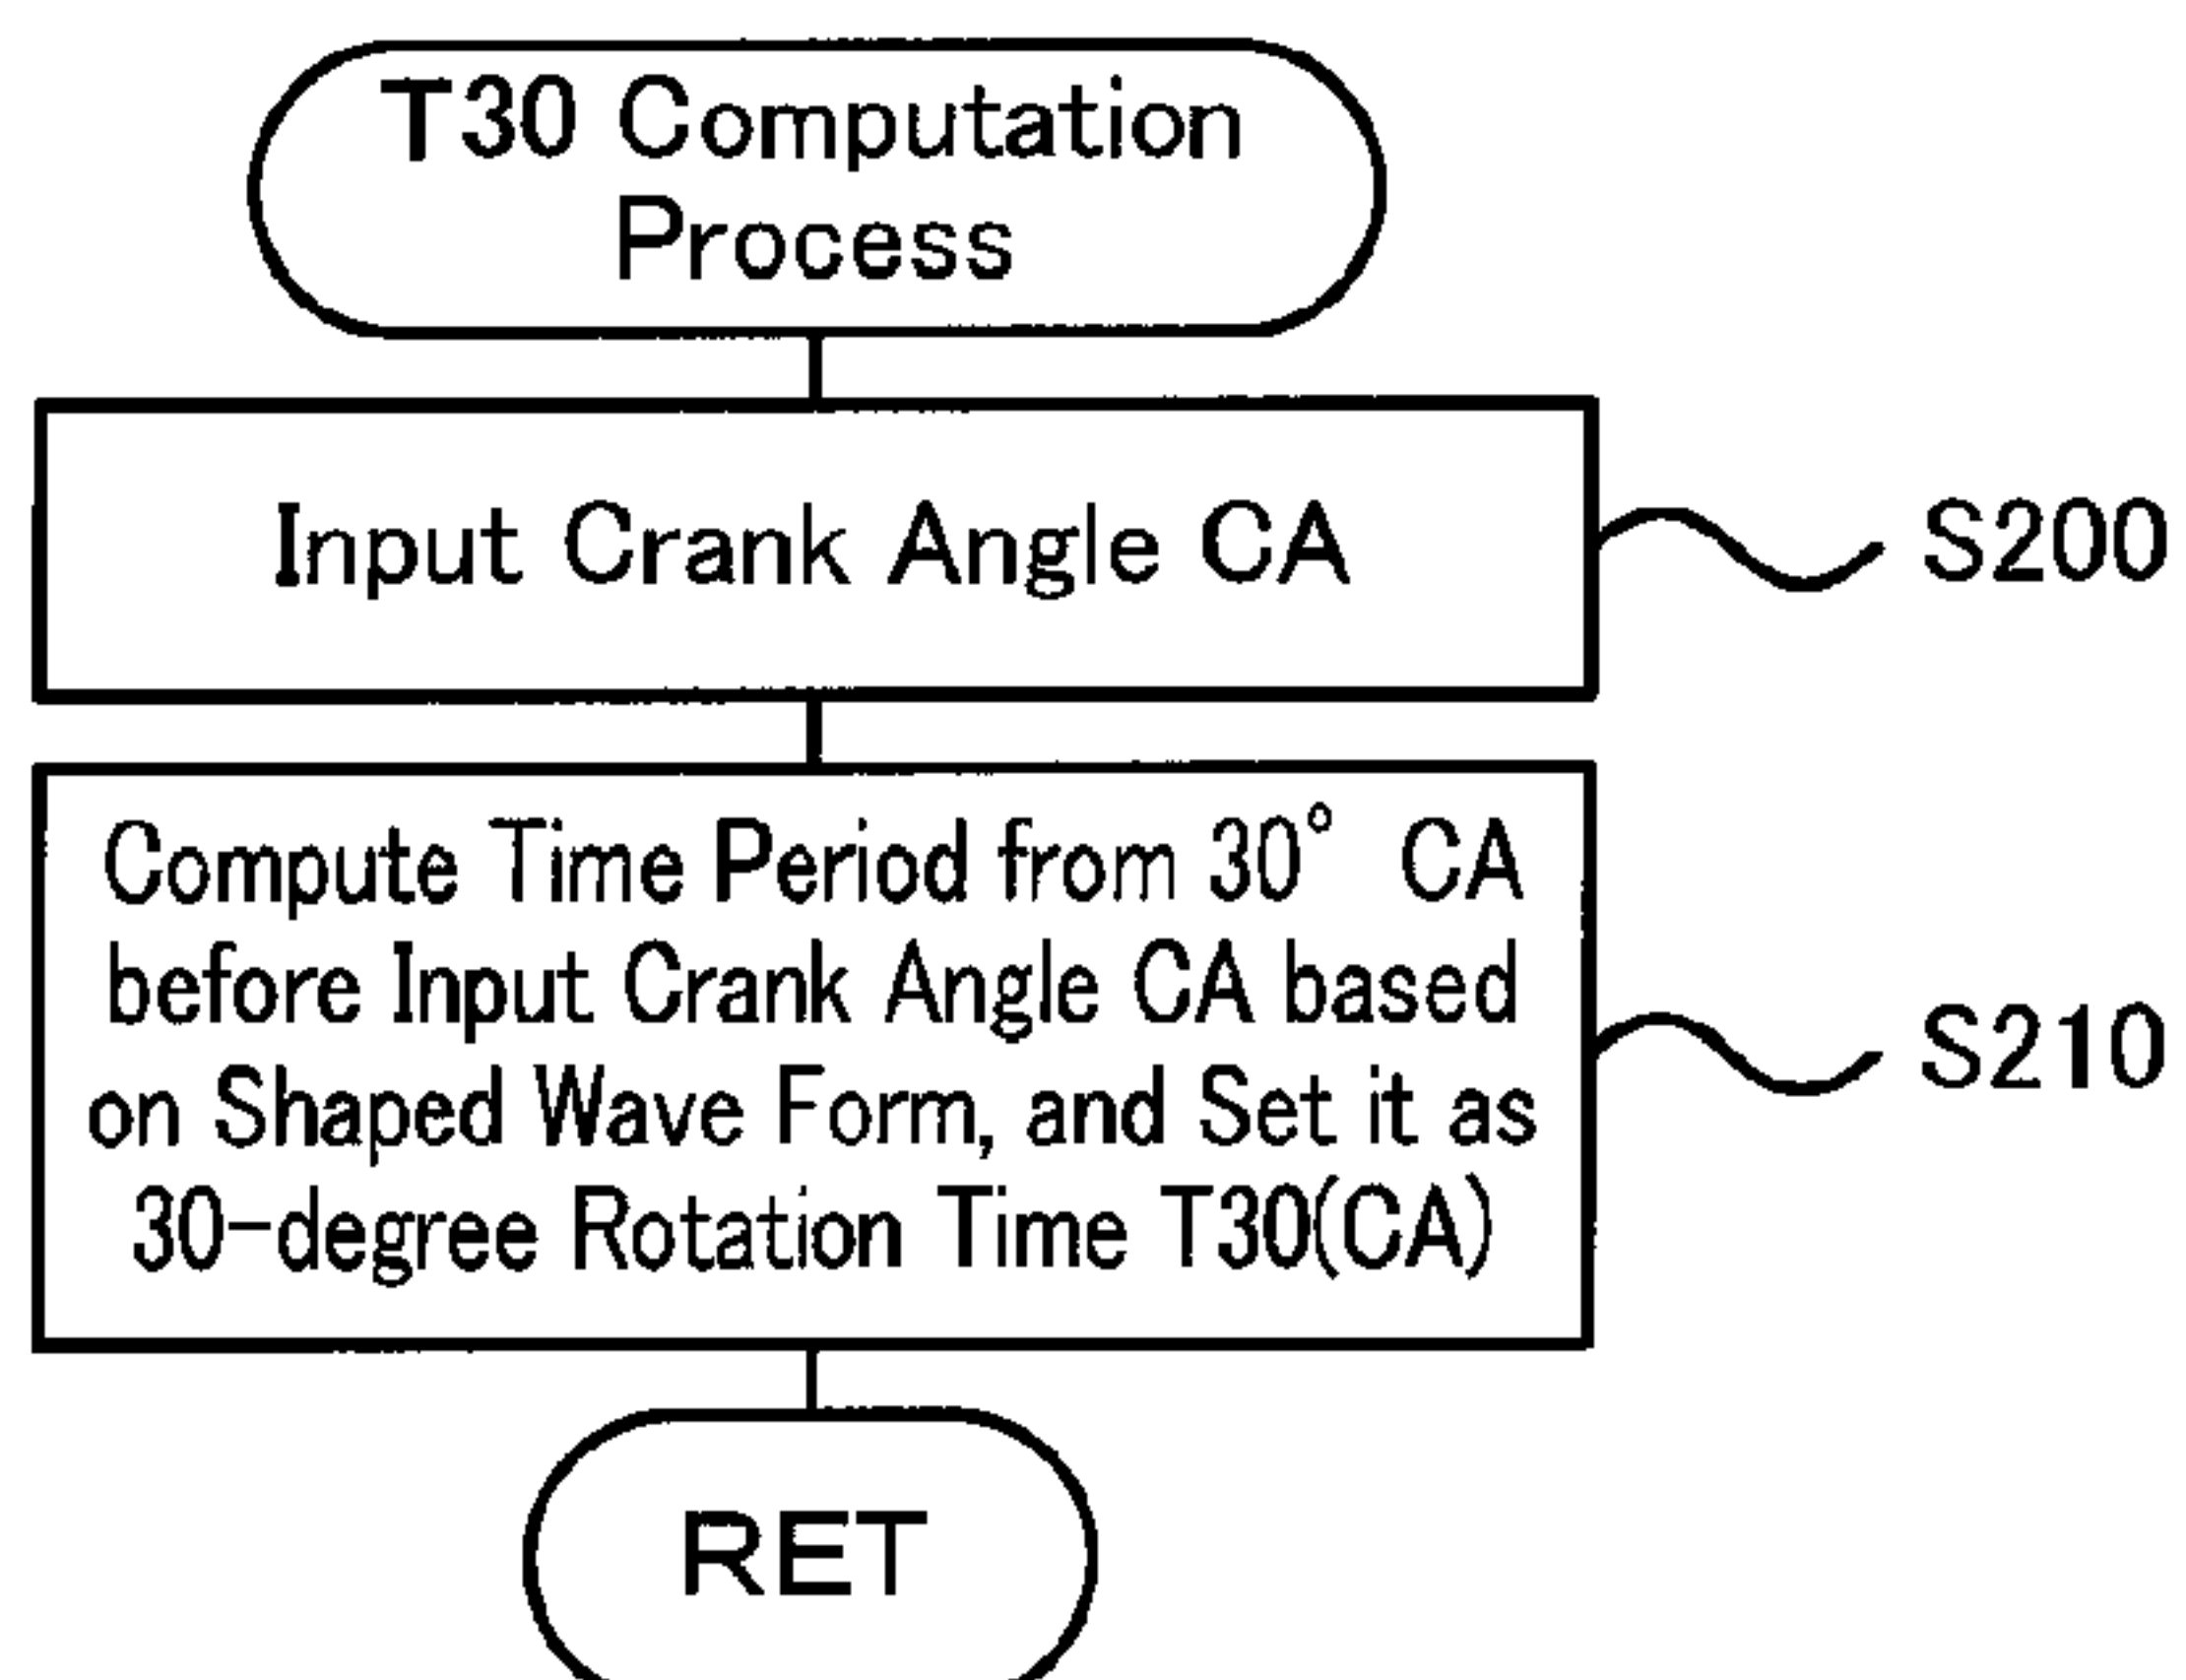 T30 Computation
Process
Input Crank Angle CA
S200
Compute Time Period from 30° CA
before Input Crank Angle CA based
on Shaped Wave Form, and Set it as
30-degree Rotation Time T30(CA)
S210
RET